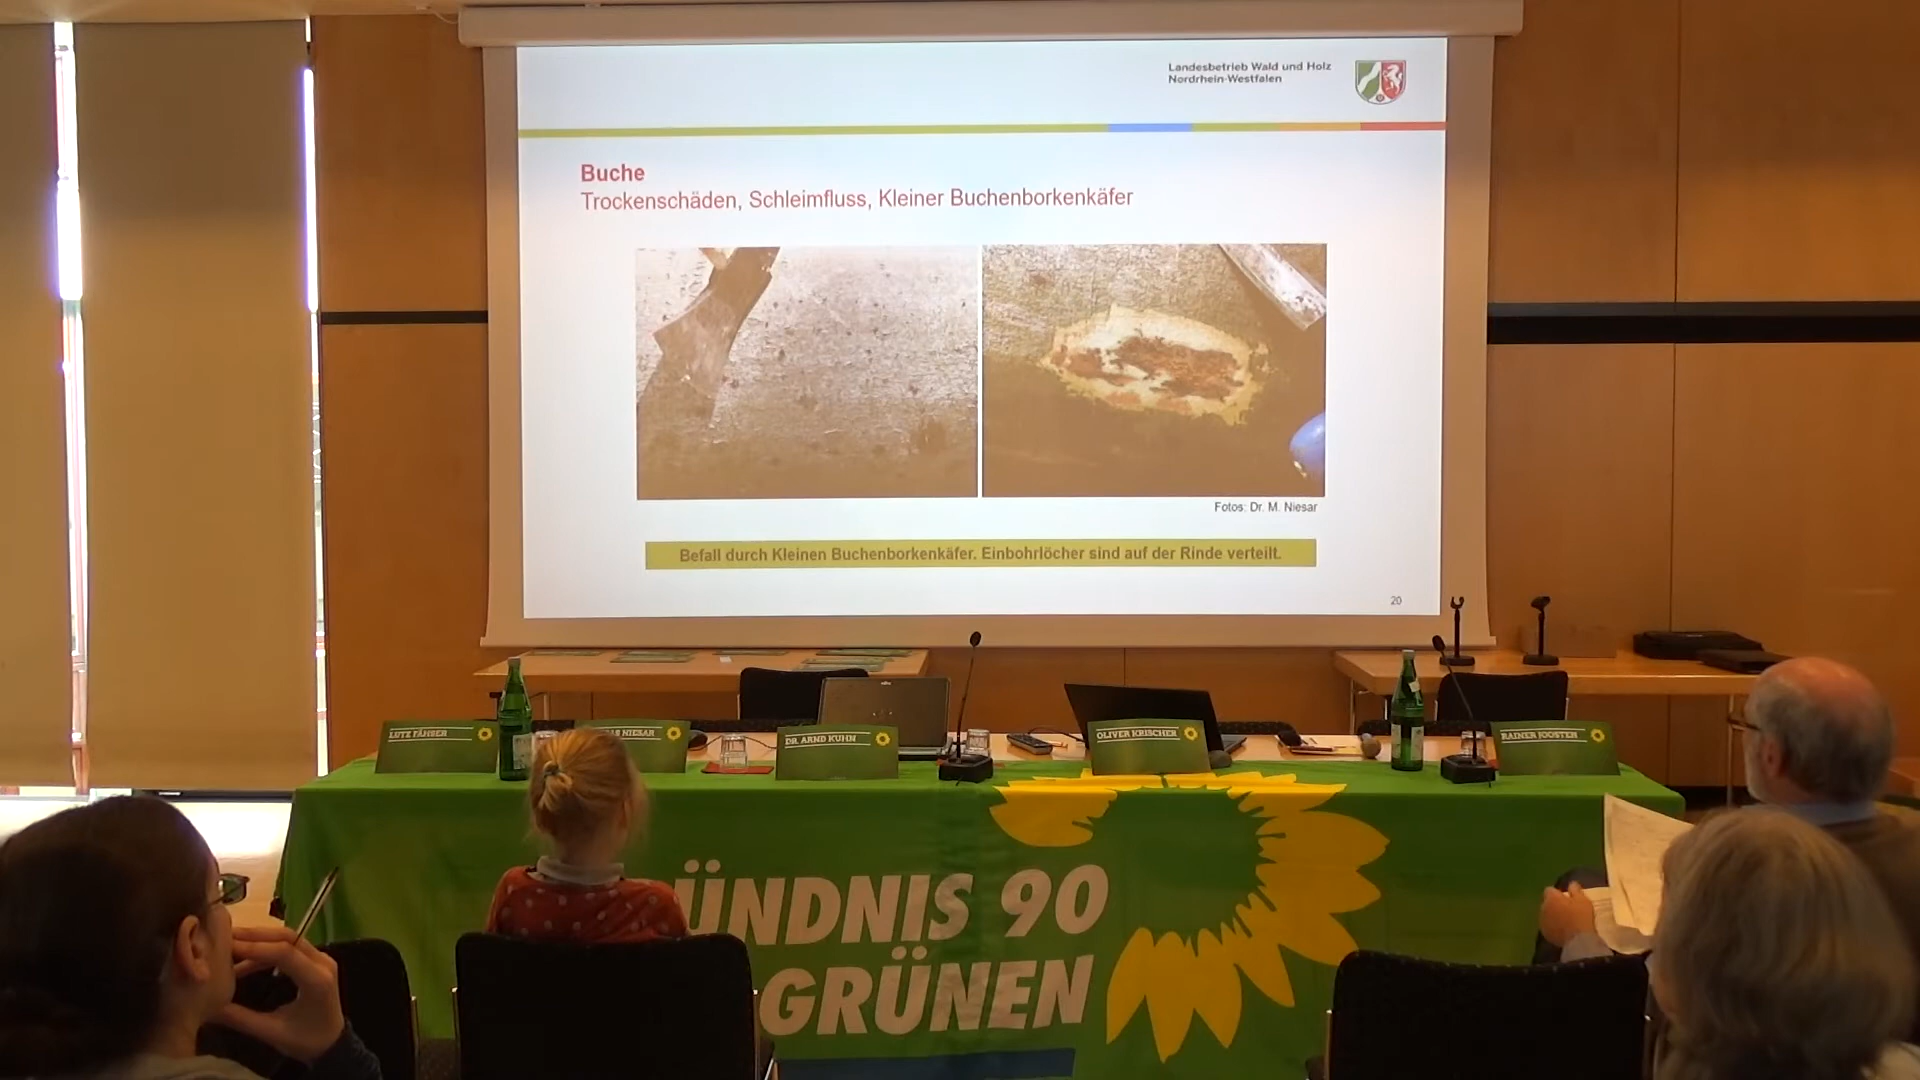 Landesbetrieb Wald und Holz
Nordrhein-Westfalen
Buche
Trockenschäden, Schleimfluss, Kleiner Buchenborkenkäfer
Fotos: Dr. M. Niesar
Befall durch Kleinen Buchenborkenkäfer. Einbohrlöcher sind auf der Rinde verteilt.
20
LUTZ FÄHSER
AS NIESAR
DR. ARND KUHN
OLIVER KRISCHER
RAINER JOOSTEN
ÜNDNIS 90
GRÜNEN